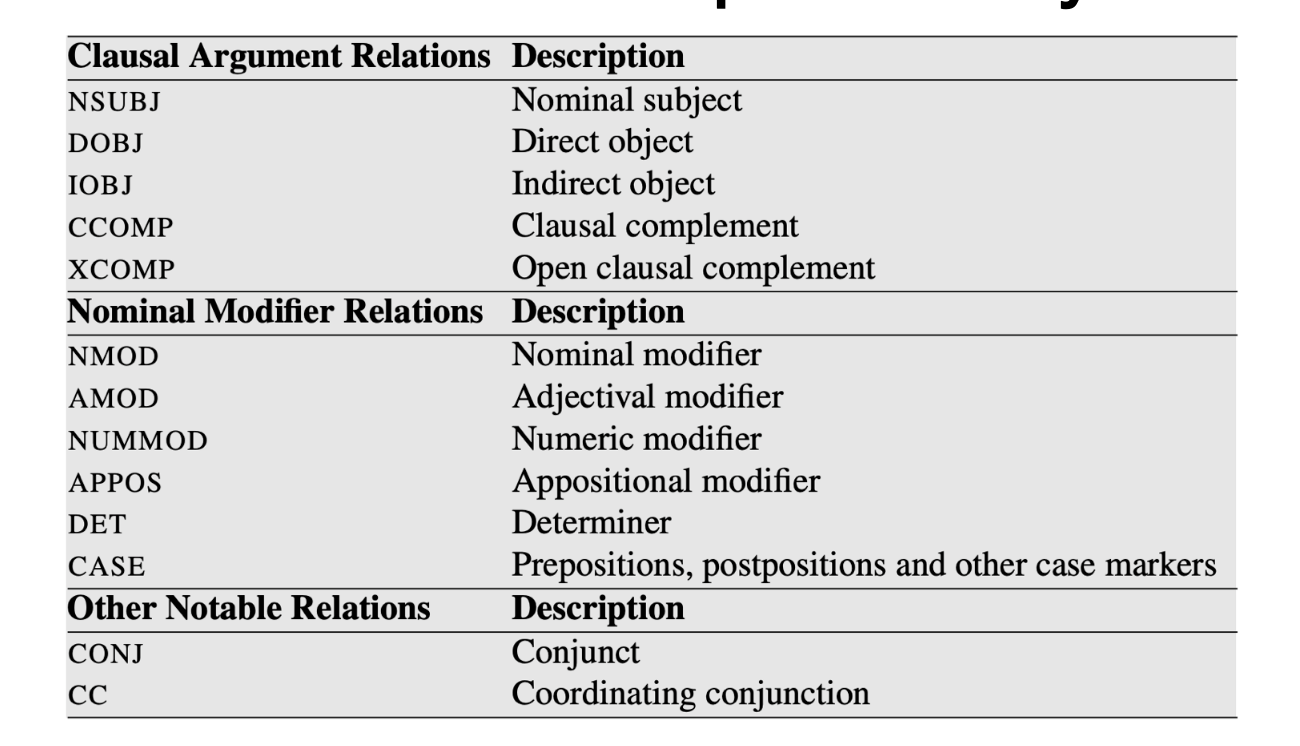 Clausal Argument Relations Description
NSUBJ Nominal subject
DOBJ Direct object
IOBJ Indirect object
CCOMP Clausal complement
XCOMP Open clausal complement
Nominal Modifier Relations Description
NMOD Nominal modifier
AMOD Adjectival modifier
NUMMOD Numeric modifier
APPOS Appositional modifier
DET Determiner
CASE Prepositions, postpositions and other case markers
Other Notable Relations Description
CONJ Conjunct
CC Coordinating conjunction